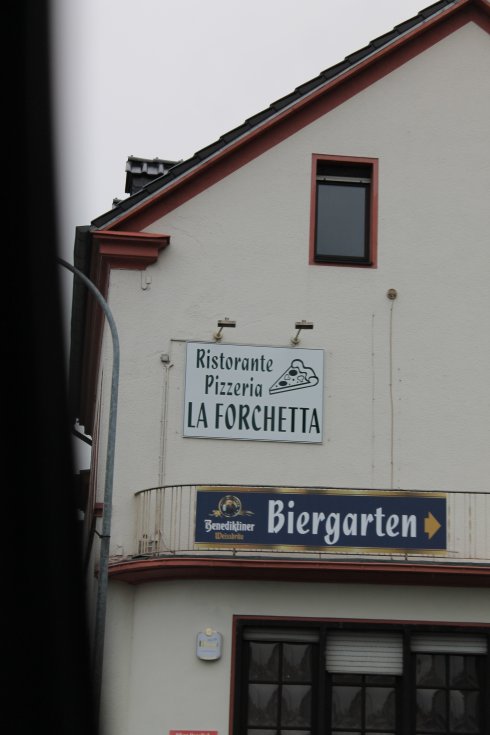 Ristorante
Pizzeria
LA FORCHETTA
Benediktiner
Weissbräu
Biergarten